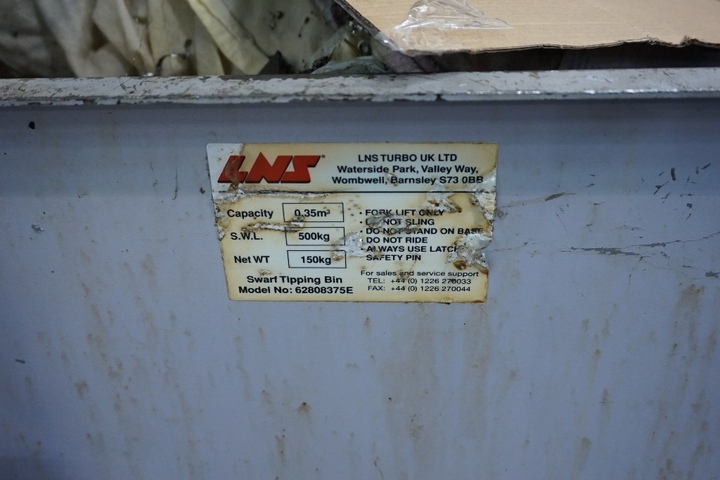 LNS
LNS TURBO UK LTD
Waterside Park, Valley Way,
Wombwell, Barnsley S73 0BB
Capacity 0.35m³
S.W.L. 500kg
Net WT 150kg
Swarf Tipping Bin
Model No: 62808375E
· FORK LIFT ONLY
· DO NOT SLING
· DO NOT STAND ON BASE
· DO NOT RIDE
· ALWAYS USE LATCH
SAFETY PIN
For sales and service support
TEL: +44 (0) 1226 270033
FAX: +44 (0) 1226 270044